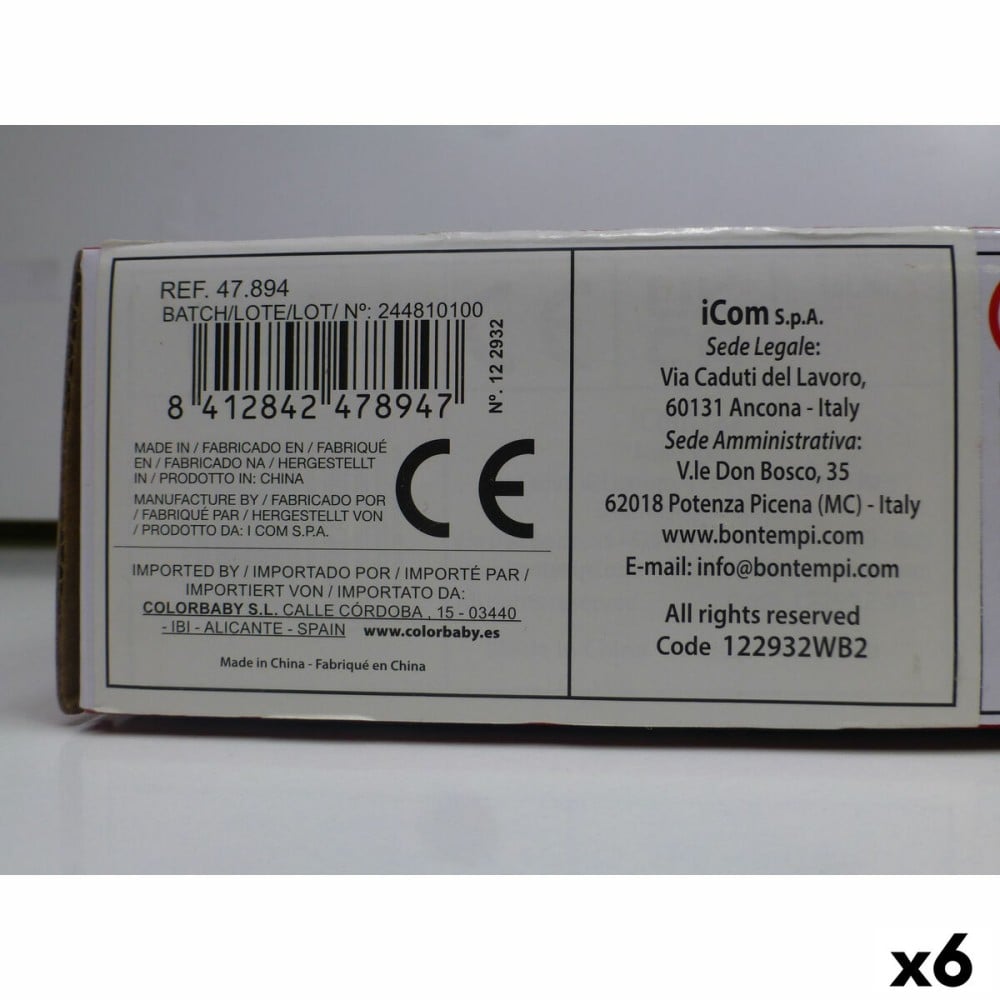 REF. 47.894
BATCH/LOTE/LOT/ Nº: 244810100
8 412842 478947
Nº. 12 2932
MADE IN / FABRICADO EN / FABRIQUÉ
EN / FABRICADO NA / HERGESTELLT
IN / PRODOTTO IN: CHINA
MANUFACTURE BY / FABRICADO POR
/ FABRIQUÉ PAR / HERGESTELLT VON
/ PRODOTTO DA: I COM S.P.A.
CE
IMPORTED BY / IMPORTADO POR / IMPORTÉ PAR /
IMPORTIERT VON / IMPORTATO DA:
COLORBABY S.L. CALLE CÓRDOBA , 15 - 03440
- IBI - ALICANTE - SPAIN www.colorbaby.es
Made in China - Fabriqué en China
iCom S.p.A.
Sede Legale:
Via Caduti del Lavoro,
60131 Ancona - Italy
Sede Amministrativa:
V.le Don Bosco, 35
62018 Potenza Picena (MC) - Italy
www.bontempi.com
E-mail: info@bontempi.com
All rights reserved
Code 122932WB2
x6